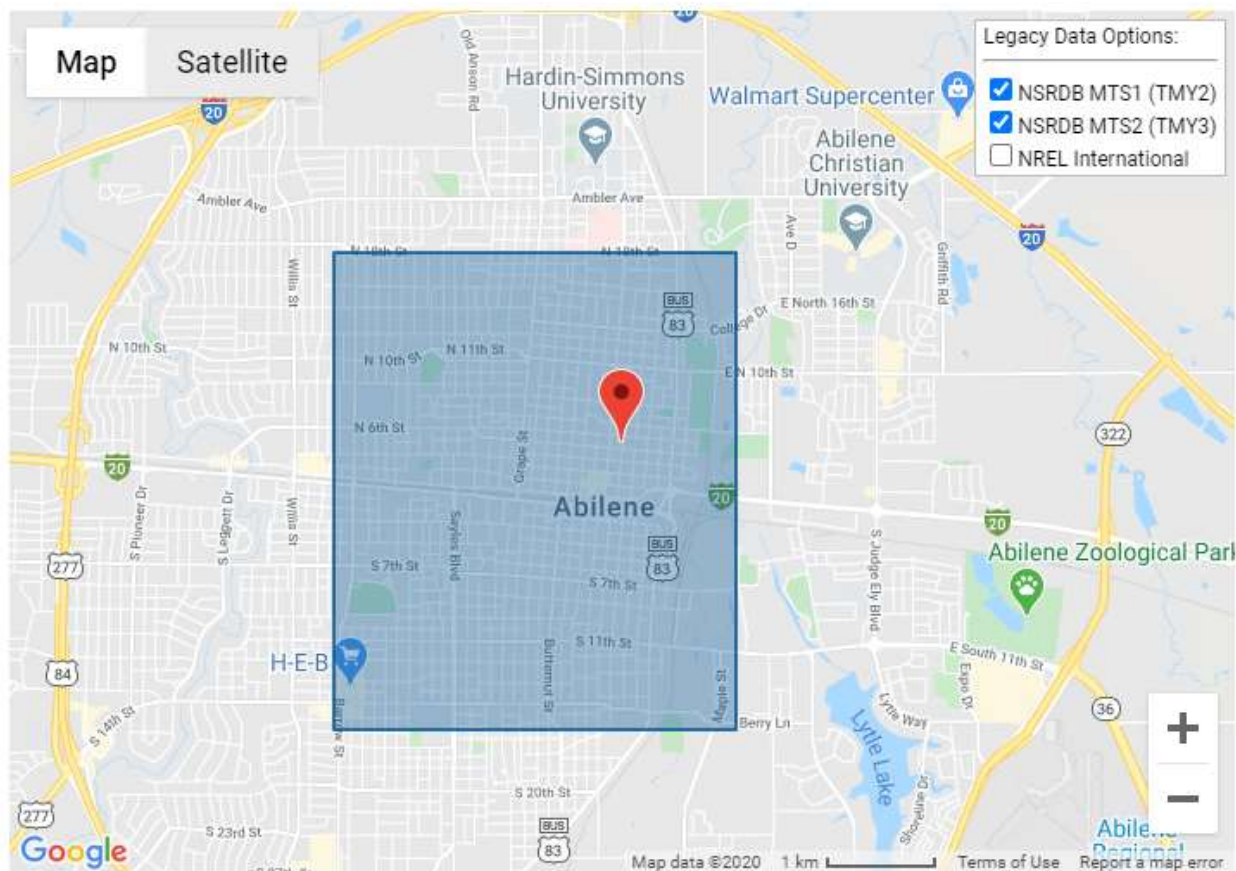 Map
Satellite
Legacy Data Options:
NSRDB MTS1 (TMY2)
NSRDB MTS2 (TMY3)
NREL International
20
20
Old Anson Rd
Hardin-Simmons
University
Walmart Supercenter
Abilene
Christian
University
Ambler Ave
Ambler Ave
Ave D
Griffith Rd
20
N 18th St
N 18th St
Willis St
BUS
83
E North 16th St
College Dr
N 10th St
N 10th St
N 11th St
E N 10th St
N 6th St
Grape St
322
20
Abilene
20
20
S Pioneer Dr
S Leggett Dr
Willis St
Sayles Blvd
BUS
83
S Judge Ely Blvd
Abilene Zoological Park
277
S 7th St
S 7th St
H-E-B
S 11th St
E South 11th St
84
Butternut St
Maple St
Expo Dr
36
Barrow St
S 14th St
Berry Ln
Lytle Way
Lytle Lake
Shoreline Dr
+
−
S 20th St
277
S 23rd St
BUS
83
Abilene
Regional
Google
Map data ©2020
1 km
Terms of Use
Report a map error